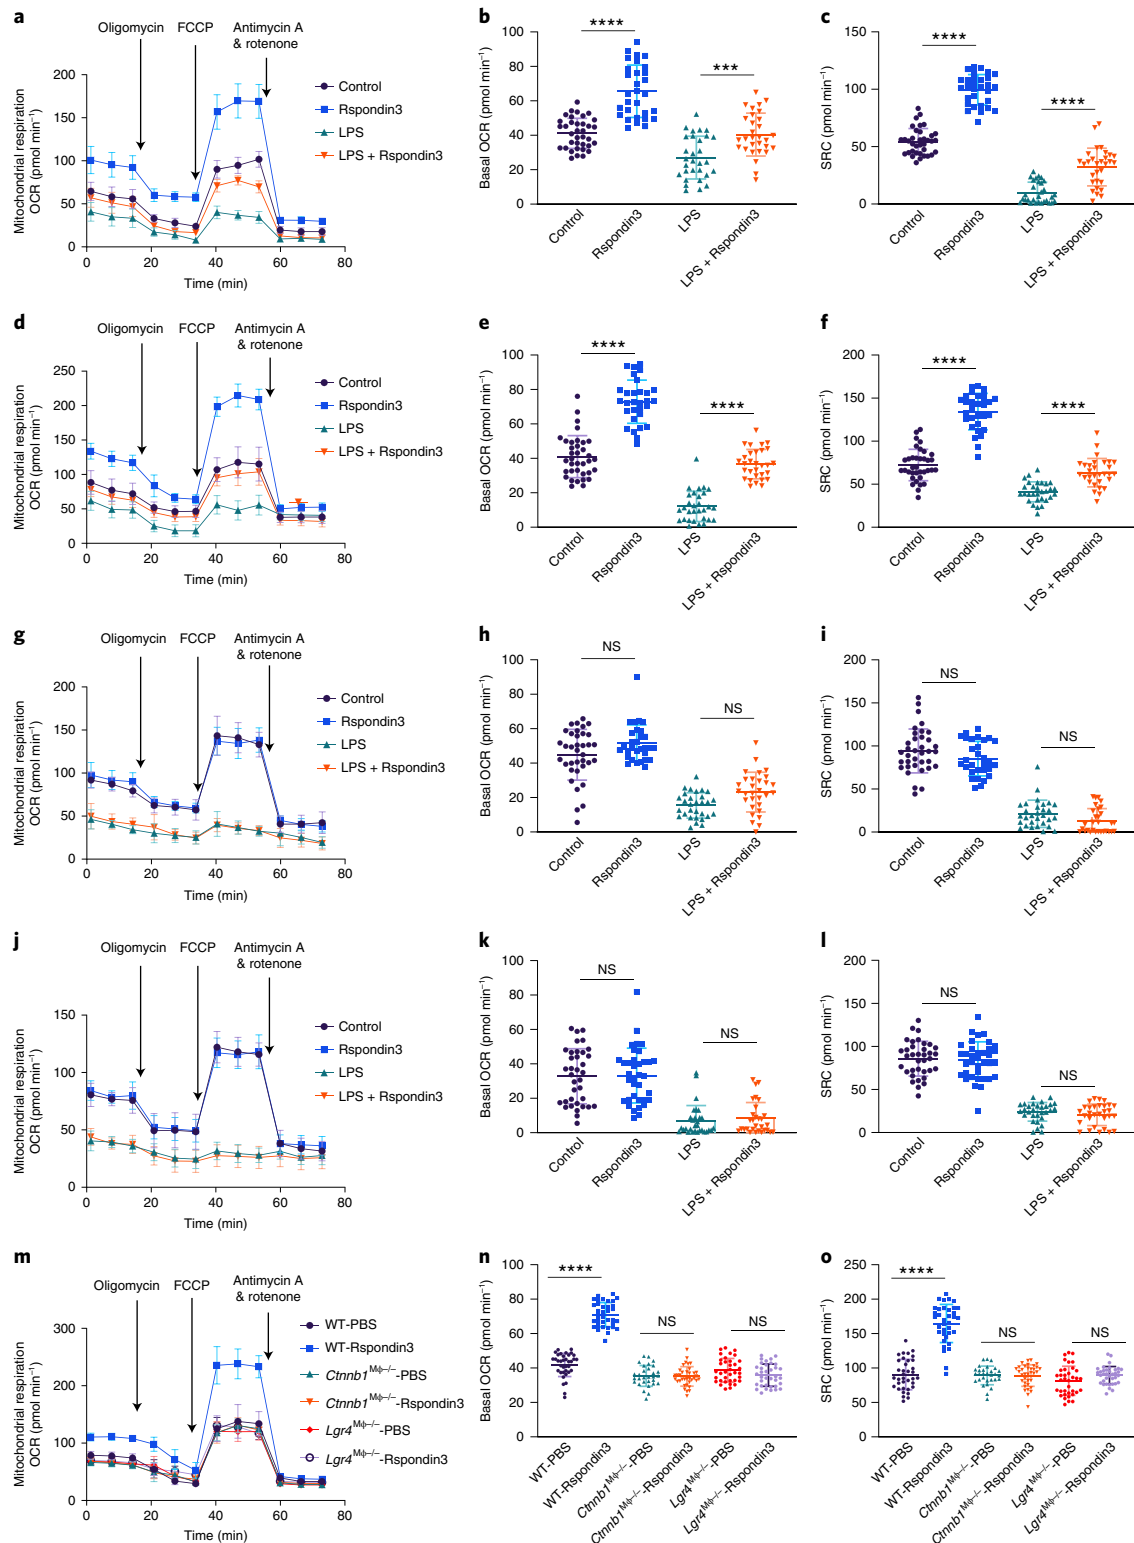 a
Oligomycin
FCCP
Antimycin A
& rotenone
Mitochondrial respiration
OCR (pmol min⁻¹)
200
150
100
50
0
0
20
40
60
80
Time (min)
Control
Rspondin3
LPS
LPS + Rspondin3
b
Basal OCR (pmol min⁻¹)
100
80
60
40
20
0
****
***
Control
Rspondin3
LPS
LPS + Rspondin3
c
SRC (pmol min⁻¹)
150
100
50
0
****
****
Control
Rspondin3
LPS
LPS + Rspondin3
d
Oligomycin
FCCP
Antimycin A
& rotenone
Mitochondrial respiration
OCR (pmol min⁻¹)
250
200
150
100
50
0
0
20
40
60
80
Time (min)
Control
Rspondin3
LPS
LPS + Rspondin3
e
Basal OCR (pmol min⁻¹)
100
80
60
40
20
0
****
****
Control
Rspondin3
LPS
LPS + Rspondin3
f
SRC (pmol min⁻¹)
200
150
100
50
0
****
****
Control
Rspondin3
LPS
LPS + Rspondin3
g
Oligomycin
FCCP
Antimycin A
& rotenone
Mitochondrial respiration
OCR (pmol min⁻¹)
200
150
100
50
0
0
20
40
60
80
Time (min)
Control
Rspondin3
LPS
LPS + Rspondin3
h
Basal OCR (pmol min⁻¹)
100
80
60
40
20
0
NS
NS
Control
Rspondin3
LPS
LPS + Rspondin3
i
SRC (pmol min⁻¹)
200
150
100
50
0
NS
NS
Control
Rspondin3
LPS
LPS + Rspondin3
j
Oligomycin
FCCP
Antimycin A
& rotenone
Mitochondrial respiration
OCR (pmol min⁻¹)
150
100
50
0
0
20
40
60
80
Time (min)
Control
Rspondin3
LPS
LPS + Rspondin3
k
Basal OCR (pmol min⁻¹)
100
80
60
40
20
0
NS
NS
Control
Rspondin3
LPS
LPS + Rspondin3
l
SRC (pmol min⁻¹)
200
150
100
50
0
NS
NS
Control
Rspondin3
LPS
LPS + Rspondin3
m
Oligomycin
FCCP
Antimycin A
& rotenone
Mitochondrial respiration
OCR (pmol min⁻¹)
300
200
100
0
0
20
40
60
80
Time (min)
WT-PBS
WT-Rspondin3
Ctnnb1ᴹᶲ⁻/⁻-PBS
Ctnnb1ᴹᶲ⁻/⁻-Rspondin3
Lgr4ᴹᶲ⁻/⁻-PBS
Lgr4ᴹᶲ⁻/⁻-Rspondin3
n
Basal OCR (pmol min⁻¹)
100
80
60
40
20
0
****
NS
NS
WT-PBS
WT-Rspondin3
Ctnnb1ᴹᶲ⁻/⁻-PBS
Ctnnb1ᴹᶲ⁻/⁻-Rspondin3
Lgr4ᴹᶲ⁻/⁻-PBS
Lgr4ᴹᶲ⁻/⁻-Rspondin3
o
SRC (pmol min⁻¹)
250
200
150
100
50
0
****
NS
NS
WT-PBS
WT-Rspondin3
Ctnnb1ᴹᶲ⁻/⁻-PBS
Ctnnb1ᴹᶲ⁻/⁻-Rspondin3
Lgr4ᴹᶲ⁻/⁻-PBS
Lgr4ᴹᶲ⁻/⁻-Rspondin3